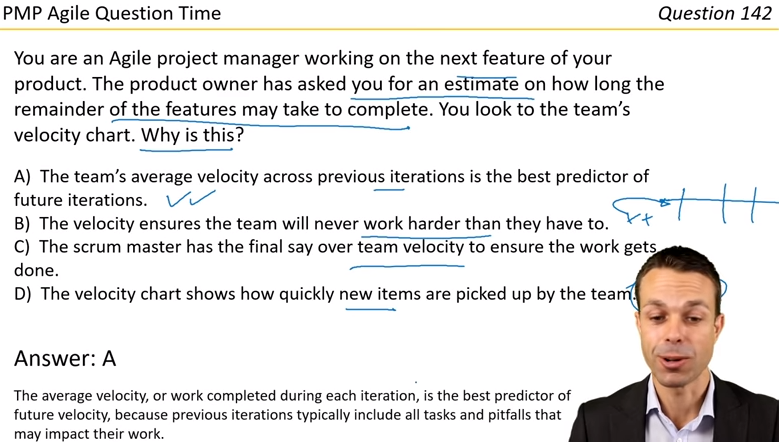 PMP Agile Question Time
Question 142
You are an Agile project manager working on the next feature of your
product. The product owner has asked you for an estimate on how long the
remainder of the features may take to complete. You look to the team's
velocity chart. Why is this?
A) The team's average velocity across previous iterations is the best predictor of
future iterations.
B) The velocity ensures the team will never work harder than they have to.
C) The scrum master has the final say over team velocity to ensure the work gets
done.
D) The velocity chart shows how quickly new items are picked up by the team.
Answer: A
The average velocity, or work completed during each iteration, is the best predictor of
future velocity, because previous iterations typically include all tasks and pitfalls that
may impact their work.